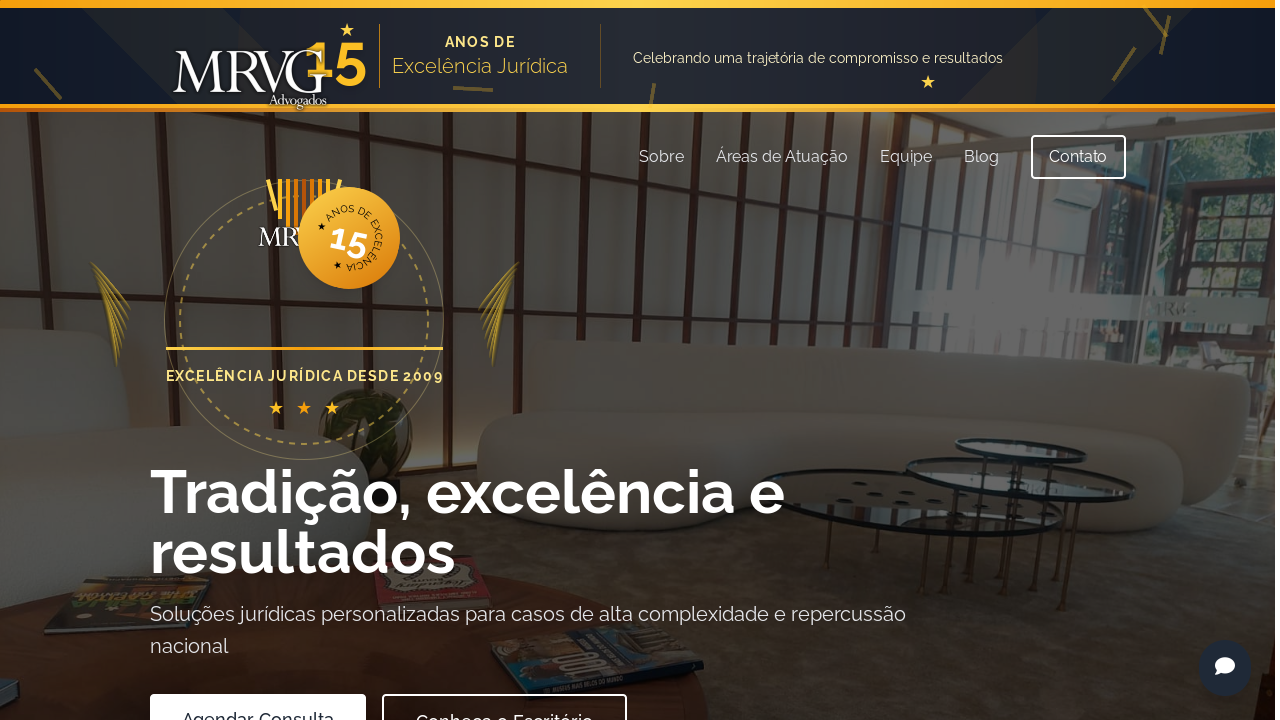 MRVG
Advogados
15
ANOS DE
Excelência Jurídica
Celebrando uma trajetória de compromisso e resultados
Sobre
Áreas de Atuação
Equipe
Blog
Contato
★ ANOS DE EXCELÊNCIA ★
15
EXCELÊNCIA JURÍDICA DESDE 2009
Tradição, excelência e
resultados
Soluções jurídicas personalizadas para casos de alta complexidade e repercussão
nacional
Agendar Consulta
Conheça o Escritório